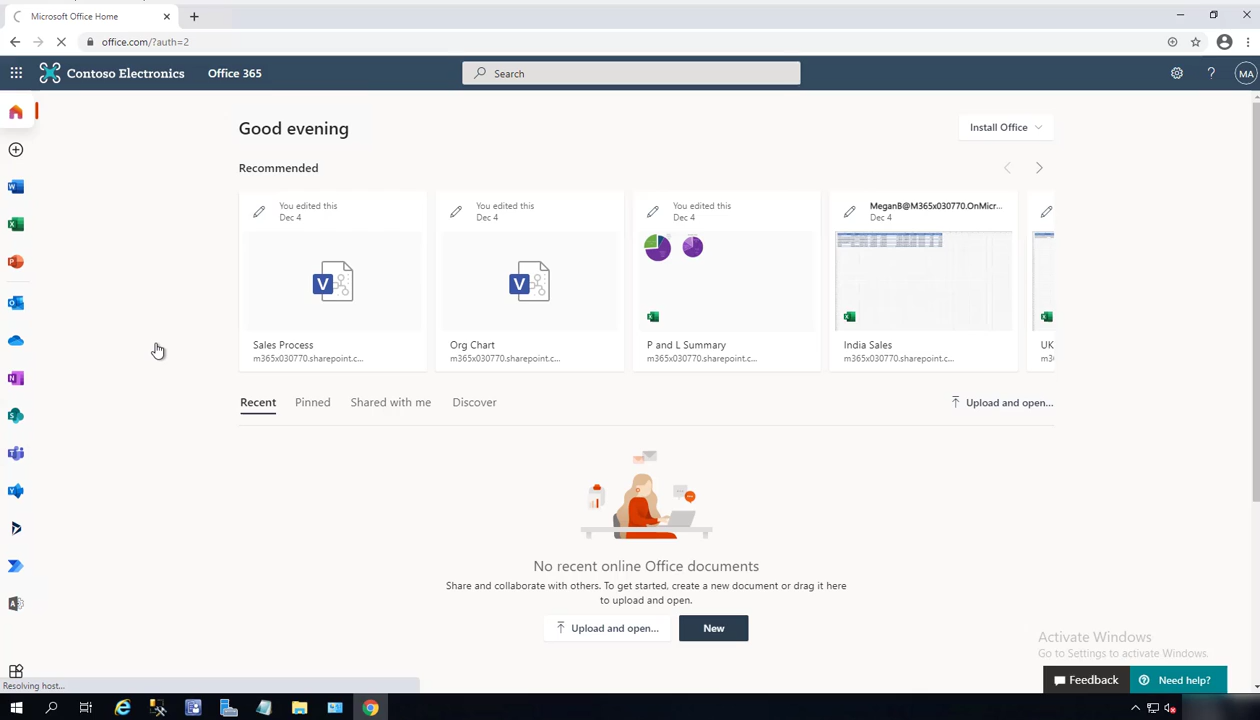 Microsoft Office Home
office.com/?auth=2
Contoso Electronics
Office 365
Search
MA
Good evening
Install Office
Recommended
You edited this
Dec 4
You edited this
Dec 4
You edited this
Dec 4
MeganB@M365x030770.OnMicr...
Dec 4
V
V
Sales Process
m365x030770.sharepoint.c...
Org Chart
m365x030770.sharepoint.c...
P and L Summary
m365x030770.sharepoint.c...
India Sales
m365x030770.sharepoint.c...
UK
m3
Recent
Pinned
Shared with me
Discover
Upload and open...
No recent online Office documents
Share and collaborate with others. To get started, create a new document or drag it here
to upload and open.
Upload and open...
New
Activate Windows
Go to Settings to activate Windows.
Feedback
Need help?
Resolving host...